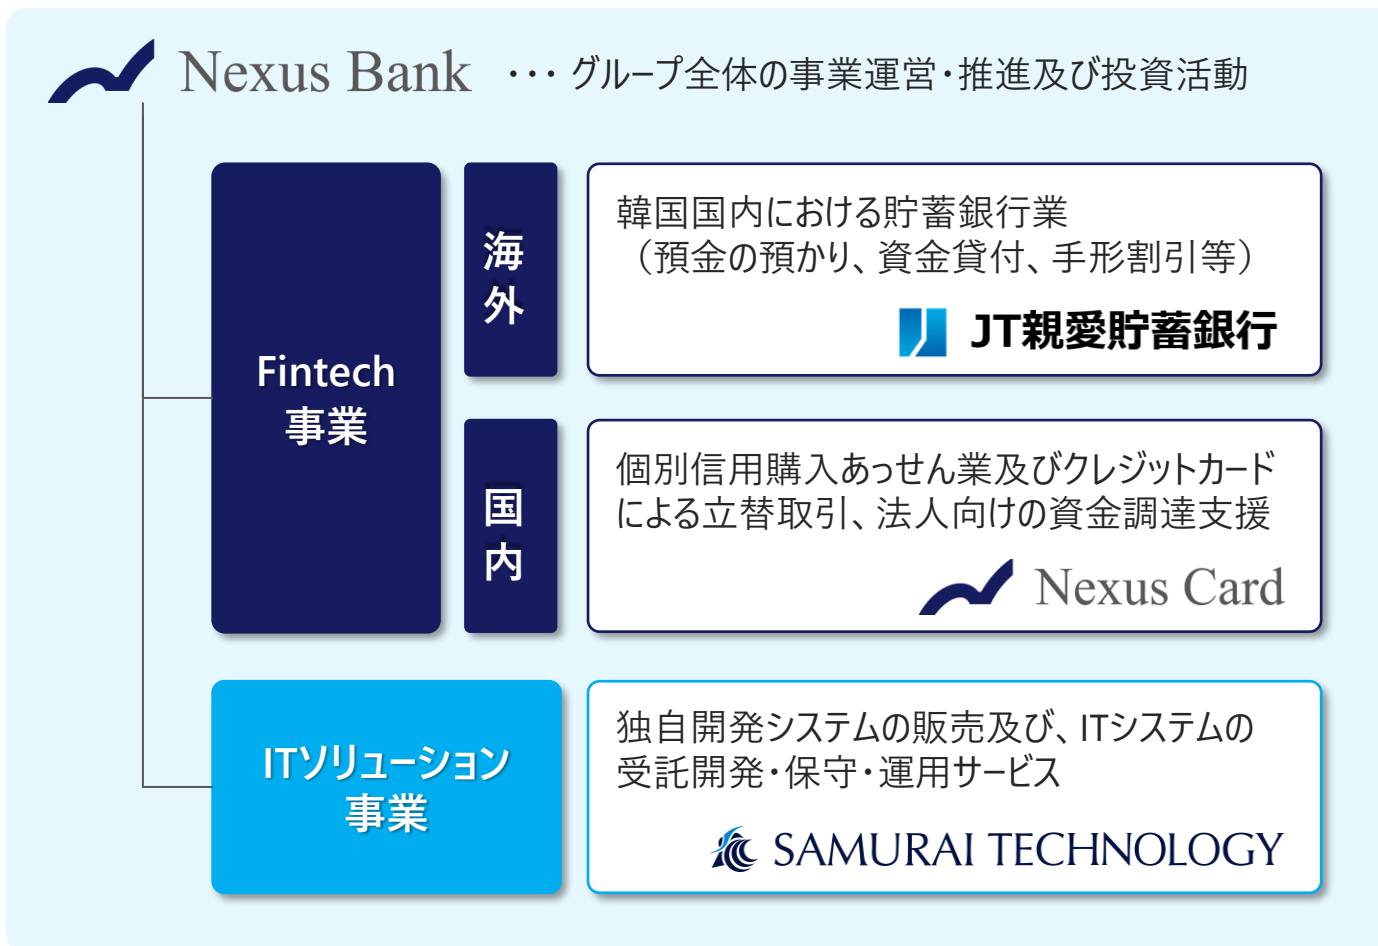 Nexus Bank ・・・ グループ全体の事業運営・推進及び投資活動
Fintech
事業
海
外
韓国国内における貯蓄銀行業
（預金の預かり、資金貸付、手形割引等）
JT親愛貯蓄銀行
国
内
個別信用購入あっせん業及びクレジットカード
による立替取引、法人向けの資金調達支援
Nexus Card
ITソリューション
事業
独自開発システムの販売及び、ITシステムの
受託開発・保守・運用サービス
SAMURAI TECHNOLOGY